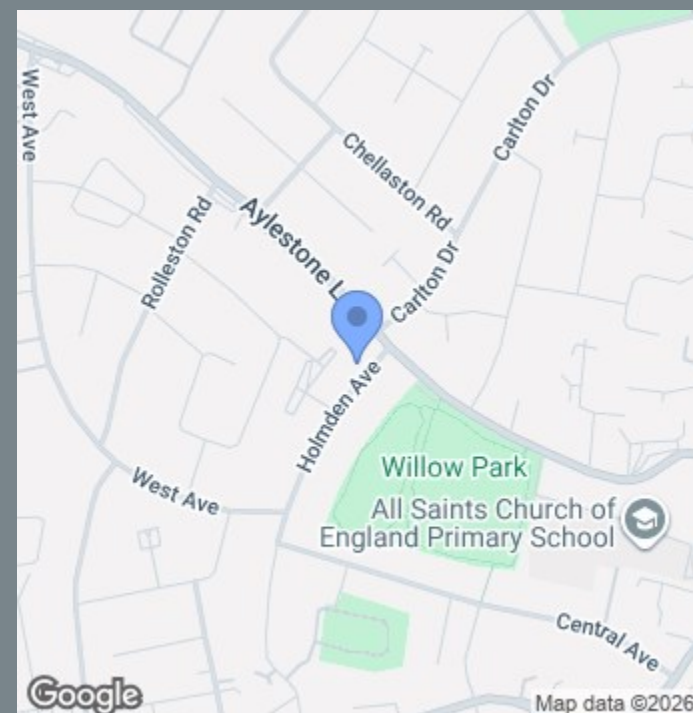 West Ave
Carlton Dr
Chellaston Rd
Rolleston Rd
Aylestone L
Carlton Dr
Holmden Ave
Willow Park
West Ave
All Saints Church of
England Primary School
Central Ave
Google
Map data ©2026